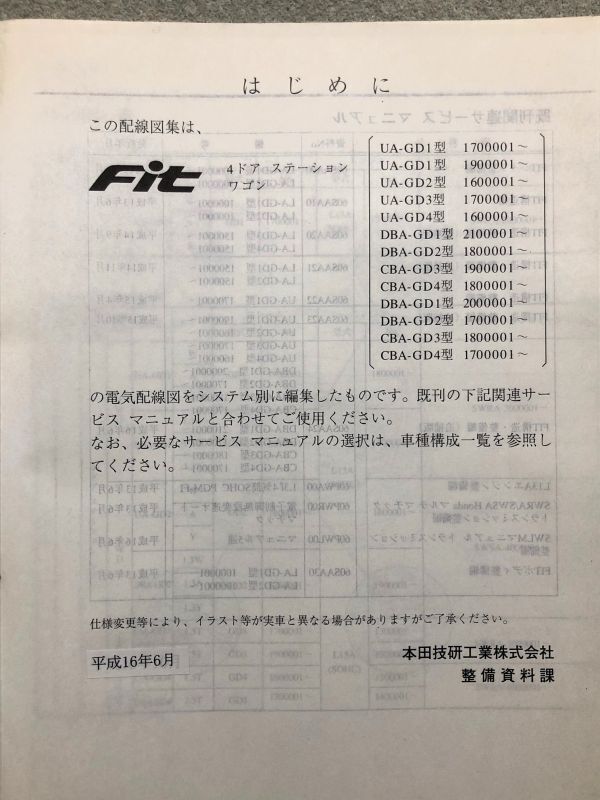 はじめに
この配線図集は、
Fit
4ドア ステーション
ワゴン
UA-GD1型 1700001～
UA-GD1型 1900001～
UA-GD2型 1600001～
UA-GD3型 1700001～
UA-GD4型 1600001～
DBA-GD1型 2100001～
DBA-GD2型 1800001～
CBA-GD3型 1900001～
CBA-GD4型 1800001～
DBA-GD1型 2000001～
DBA-GD2型 1700001～
CBA-GD3型 1800001～
CBA-GD4型 1700001～
の電気配線図をシステム別に編集したものです。既刊の下記関連サー
ビス マニュアルと合わせてご使用ください。
なお、必要なサービス マニュアルの選択は、車種構成一覧を参照し
てください。
仕様変更等により、イラスト等が実車と異なる場合がありますがご了承ください。
平成16年6月
本田技研工業株式会社
整備資料課